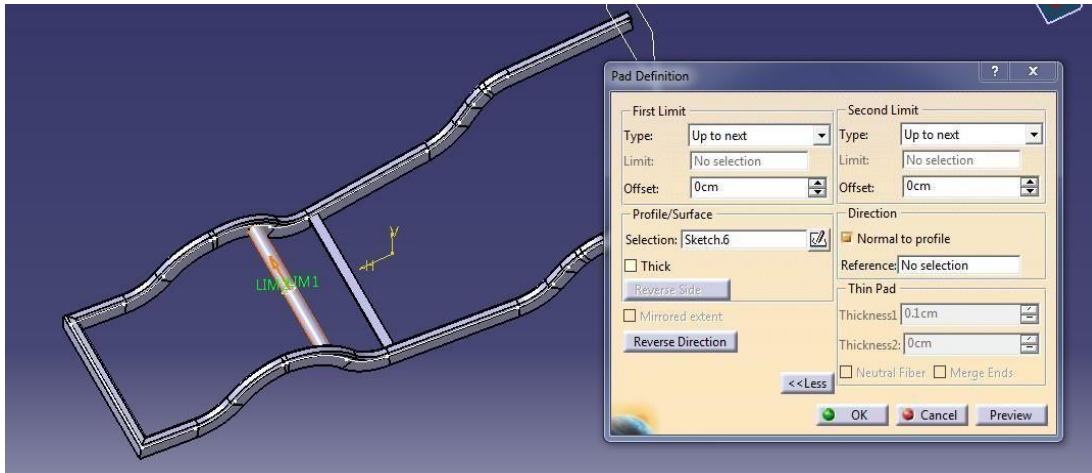 Pad Definition
? X
First Limit
Type: Up to next
Limit: No selection
Offset: 0cm
Second Limit
Type: Up to next
Limit: No selection
Offset: 0cm
Profile/Surface
Selection: Sketch.6
Thick
Reverse Side
Mirrored extent
Reverse Direction
Direction
Normal to profile
Reference: No selection
Thin Pad
Thickness1 0.1cm
Thickness2: 0cm
Neutral Fiber Merge Ends
<<Less
OK Cancel Preview
LIM1
V
H